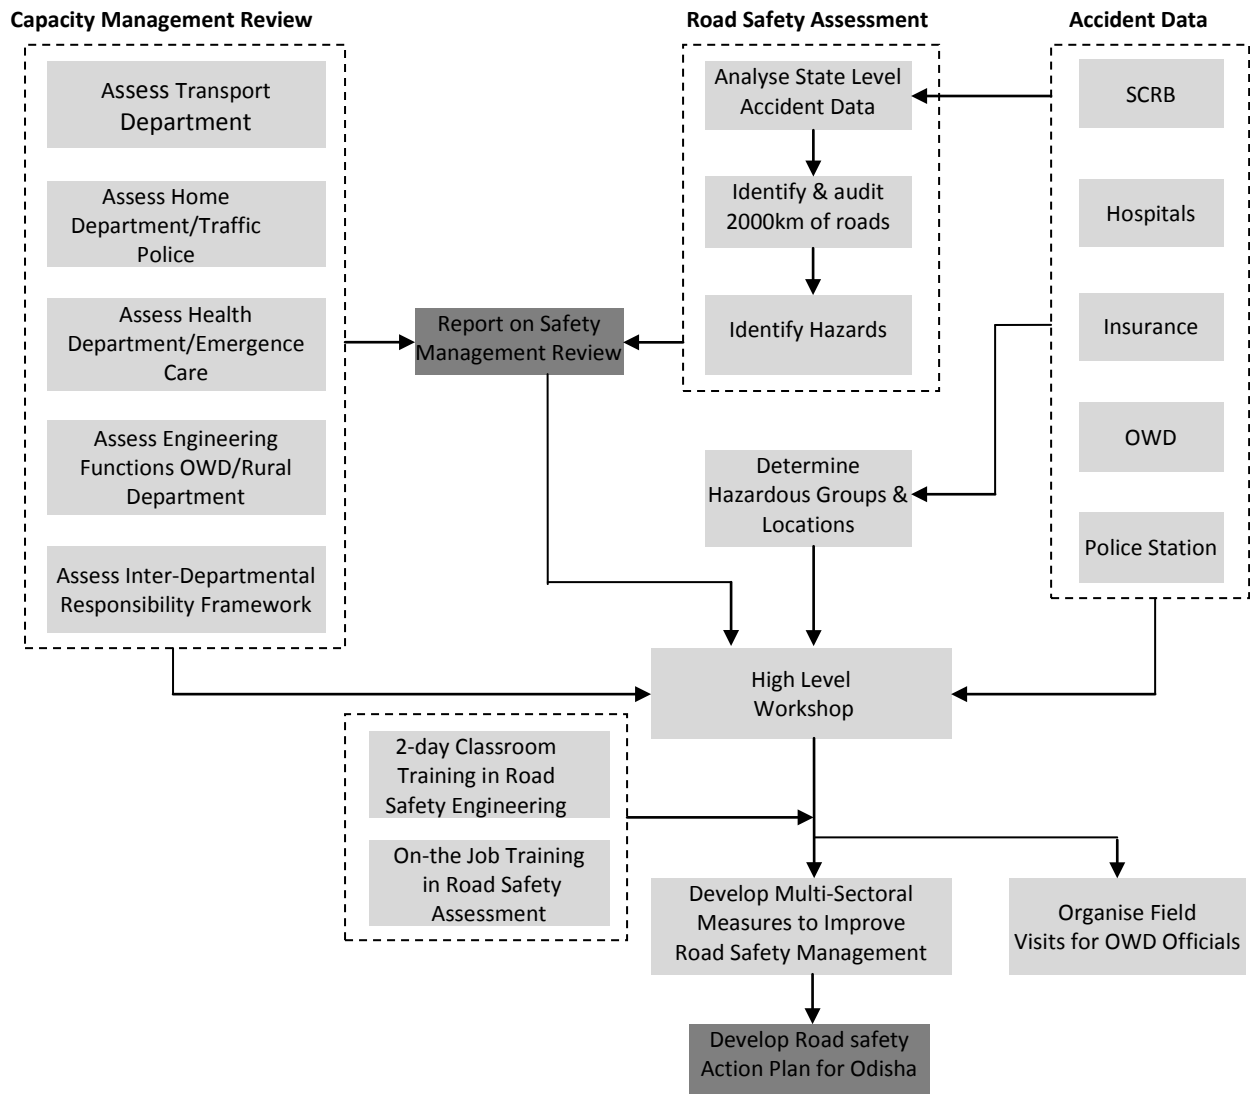 Capacity Management Review
Assess Transport
Department
Assess Home
Department/Traffic
Police
Assess Health
Department/Emergence
Care
Assess Engineering
Functions OWD/Rural
Department
Assess Inter-Departmental
Responsibility Framework
Report on Safety
Management Review
Road Safety Assessment
Analyse State Level
Accident Data
Identify & audit
2000km of roads
Identify Hazards
Determine
Hazardous Groups &
Locations
Accident Data
SCRB
Hospitals
Insurance
OWD
Police Station
High Level
Workshop
2-day Classroom
Training in Road
Safety Engineering
On-the Job Training
in Road Safety
Assessment
Develop Multi-Sectoral
Measures to Improve
Road Safety Management
Organise Field
Visits for OWD Officials
Develop Road safety
Action Plan for Odisha